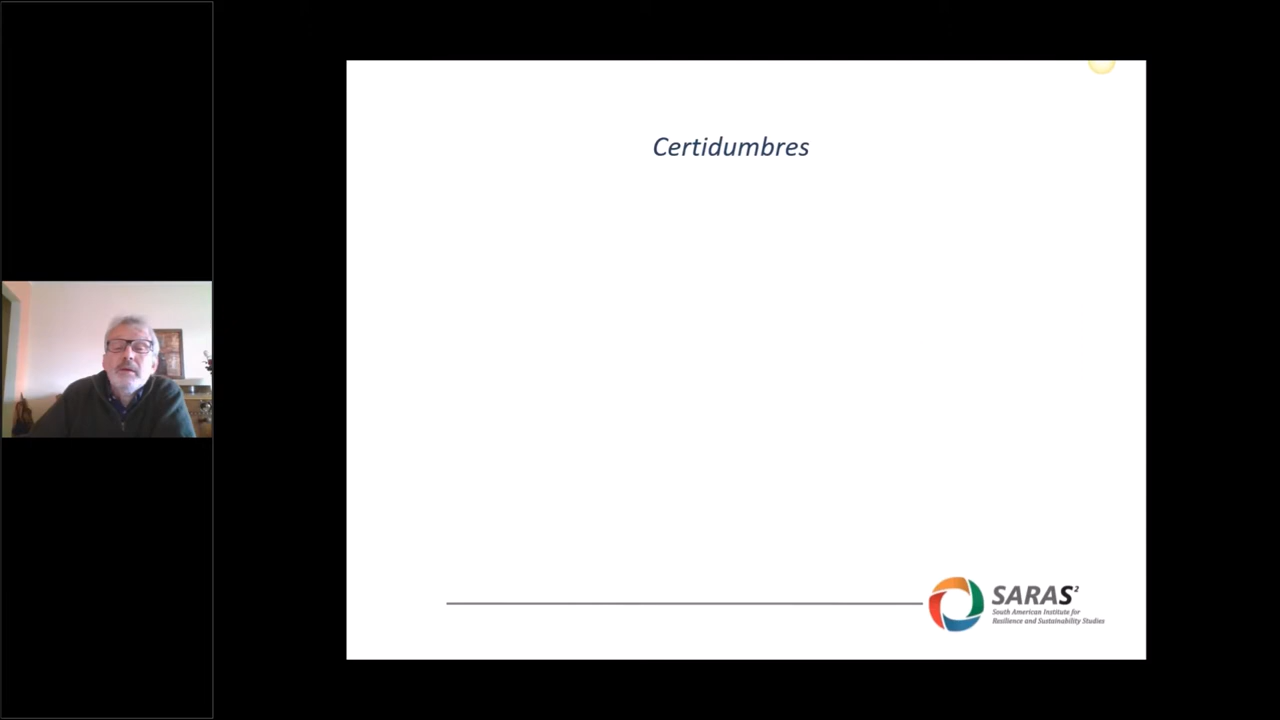 Certidumbres
SARAS²
South American Institute for
Resilience and Sustainability Studies